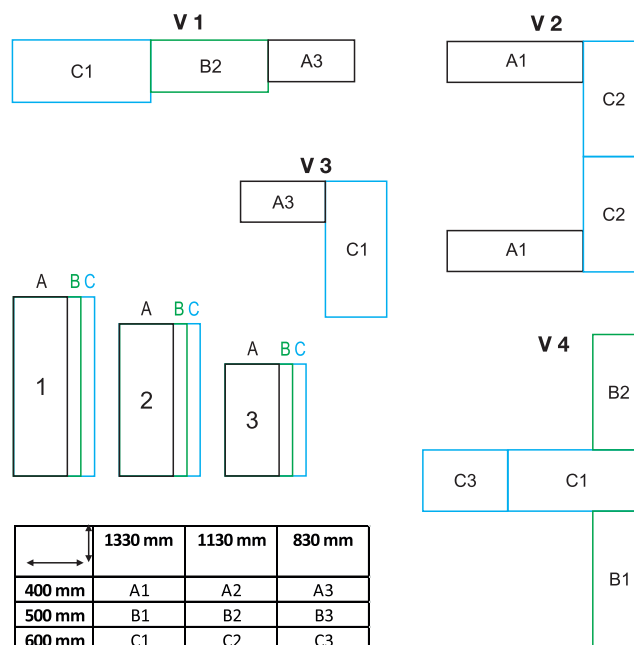 V 1
C1 B2 A3
V 2
A1 C2
C2
A1
V 3
A3 C1
A B C
1
A B C
2
A B C
3
V 4
B2
C3 C1
B1
1330 mm 1130 mm 830 mm
400 mm A1 A2 A3
500 mm B1 B2 B3
600 mm C1 C2 C3